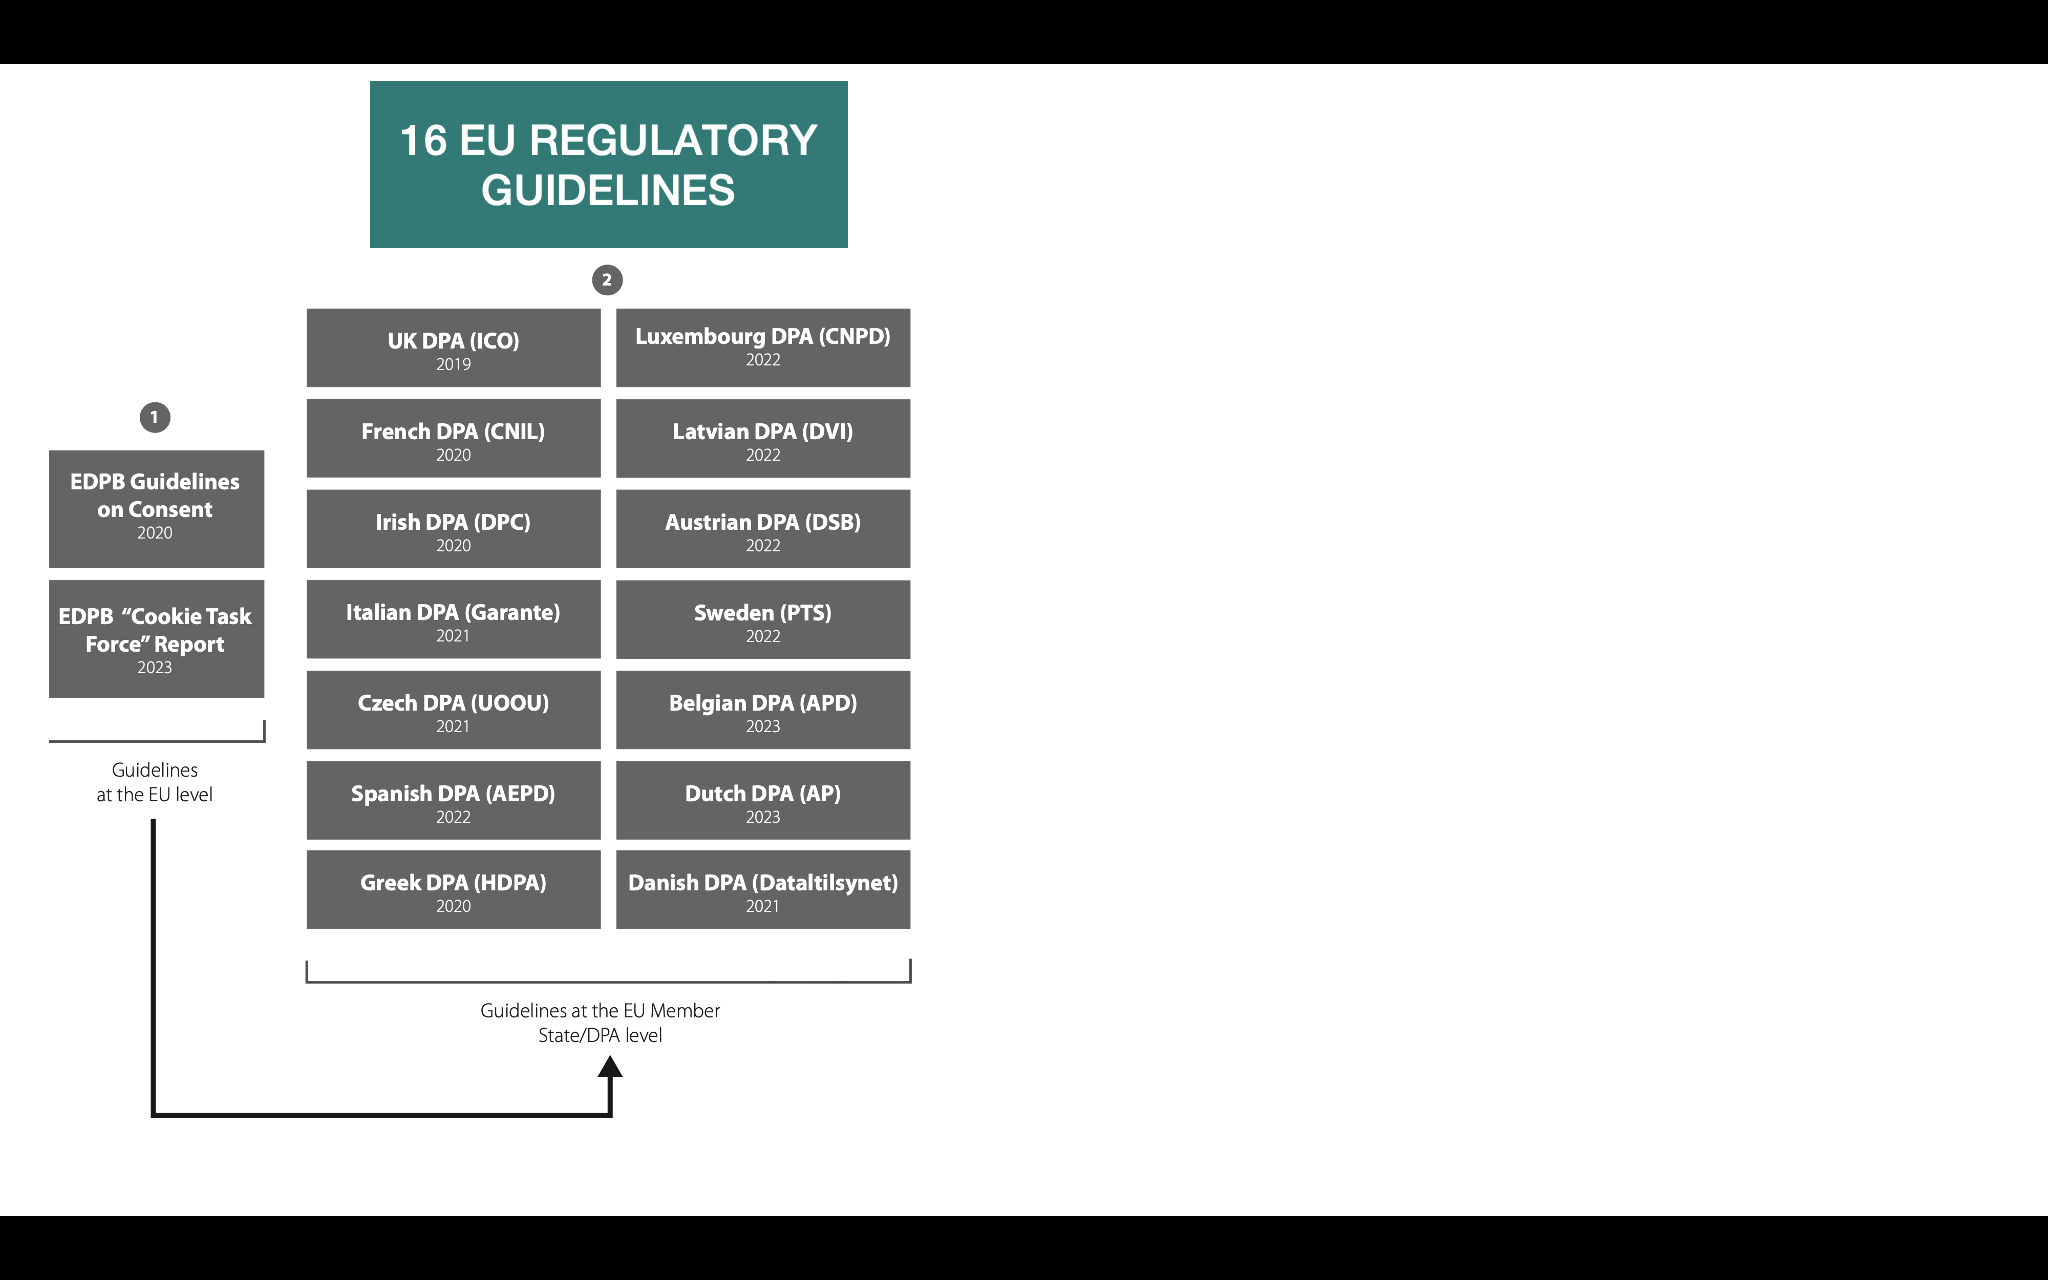 16 EU REGULATORY
GUIDELINES
1
EDPB Guidelines
on Consent
2020
EDPB “Cookie Task
Force” Report
2023
Guidelines
at the EU level
2
UK DPA (ICO)
2019
French DPA (CNIL)
2020
Irish DPA (DPC)
2020
Italian DPA (Garante)
2021
Czech DPA (UOOU)
2021
Spanish DPA (AEPD)
2022
Greek DPA (HDPA)
2020
Luxembourg DPA (CNPD)
2022
Latvian DPA (DVI)
2022
Austrian DPA (DSB)
2022
Sweden (PTS)
2022
Belgian DPA (APD)
2023
Dutch DPA (AP)
2023
Danish DPA (Dataltilsynet)
2021
Guidelines at the EU Member
State/DPA level